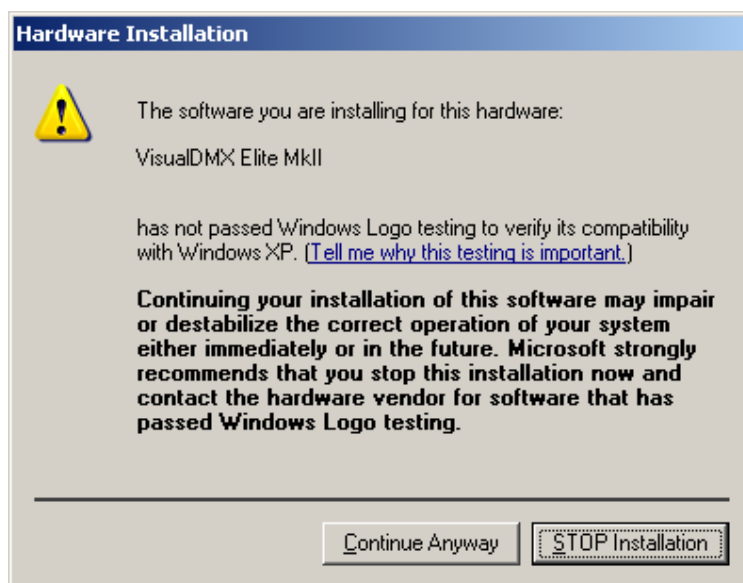 Hardware Installation
The software you are installing for this hardware:
VisualDMX Elite MkII
has not passed Windows Logo testing to verify its compatibility
with Windows XP. (Tell me why this testing is important.)
Continuing your installation of this software may impair
or destabilize the correct operation of your system
either immediately or in the future. Microsoft strongly
recommends that you stop this installation now and
contact the hardware vendor for software that has
passed Windows Logo testing.
Continue Anyway STOP Installation